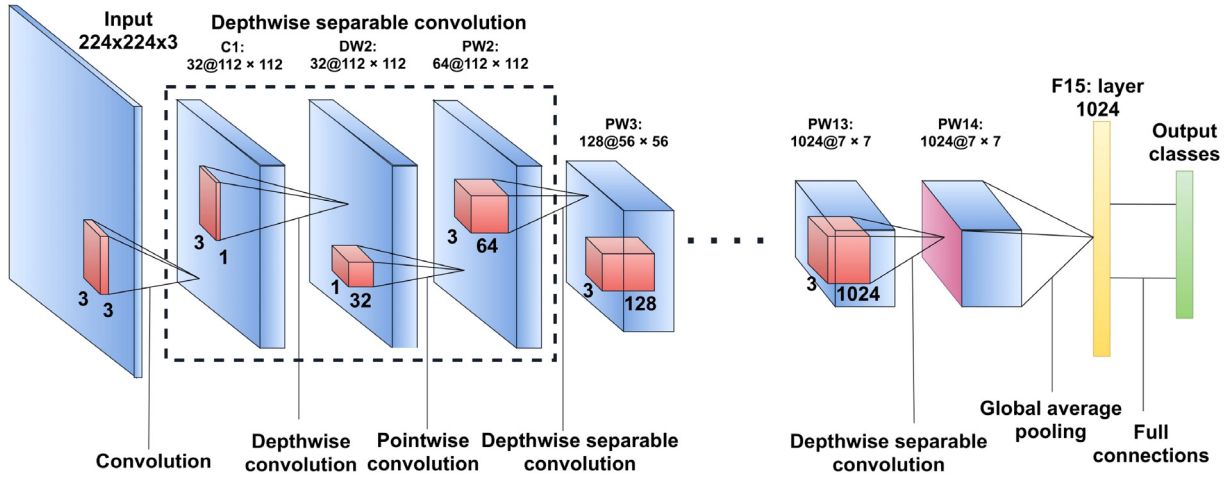 Input
224x224x3
Depthwise separable convolution
C1:
32@112 × 112
DW2:
32@112 × 112
PW2:
64@112 × 112
PW3:
128@56 × 56
PW13:
1024@7 × 7
PW14:
1024@7 × 7
F15: layer
1024
Output
classes
3
3
3
1
1
32
3
64
3
128
3
1024
Convolution
Depthwise
convolution
Pointwise
convolution
Depthwise separable
convolution
Depthwise separable
convolution
Global average
pooling
Full
connections